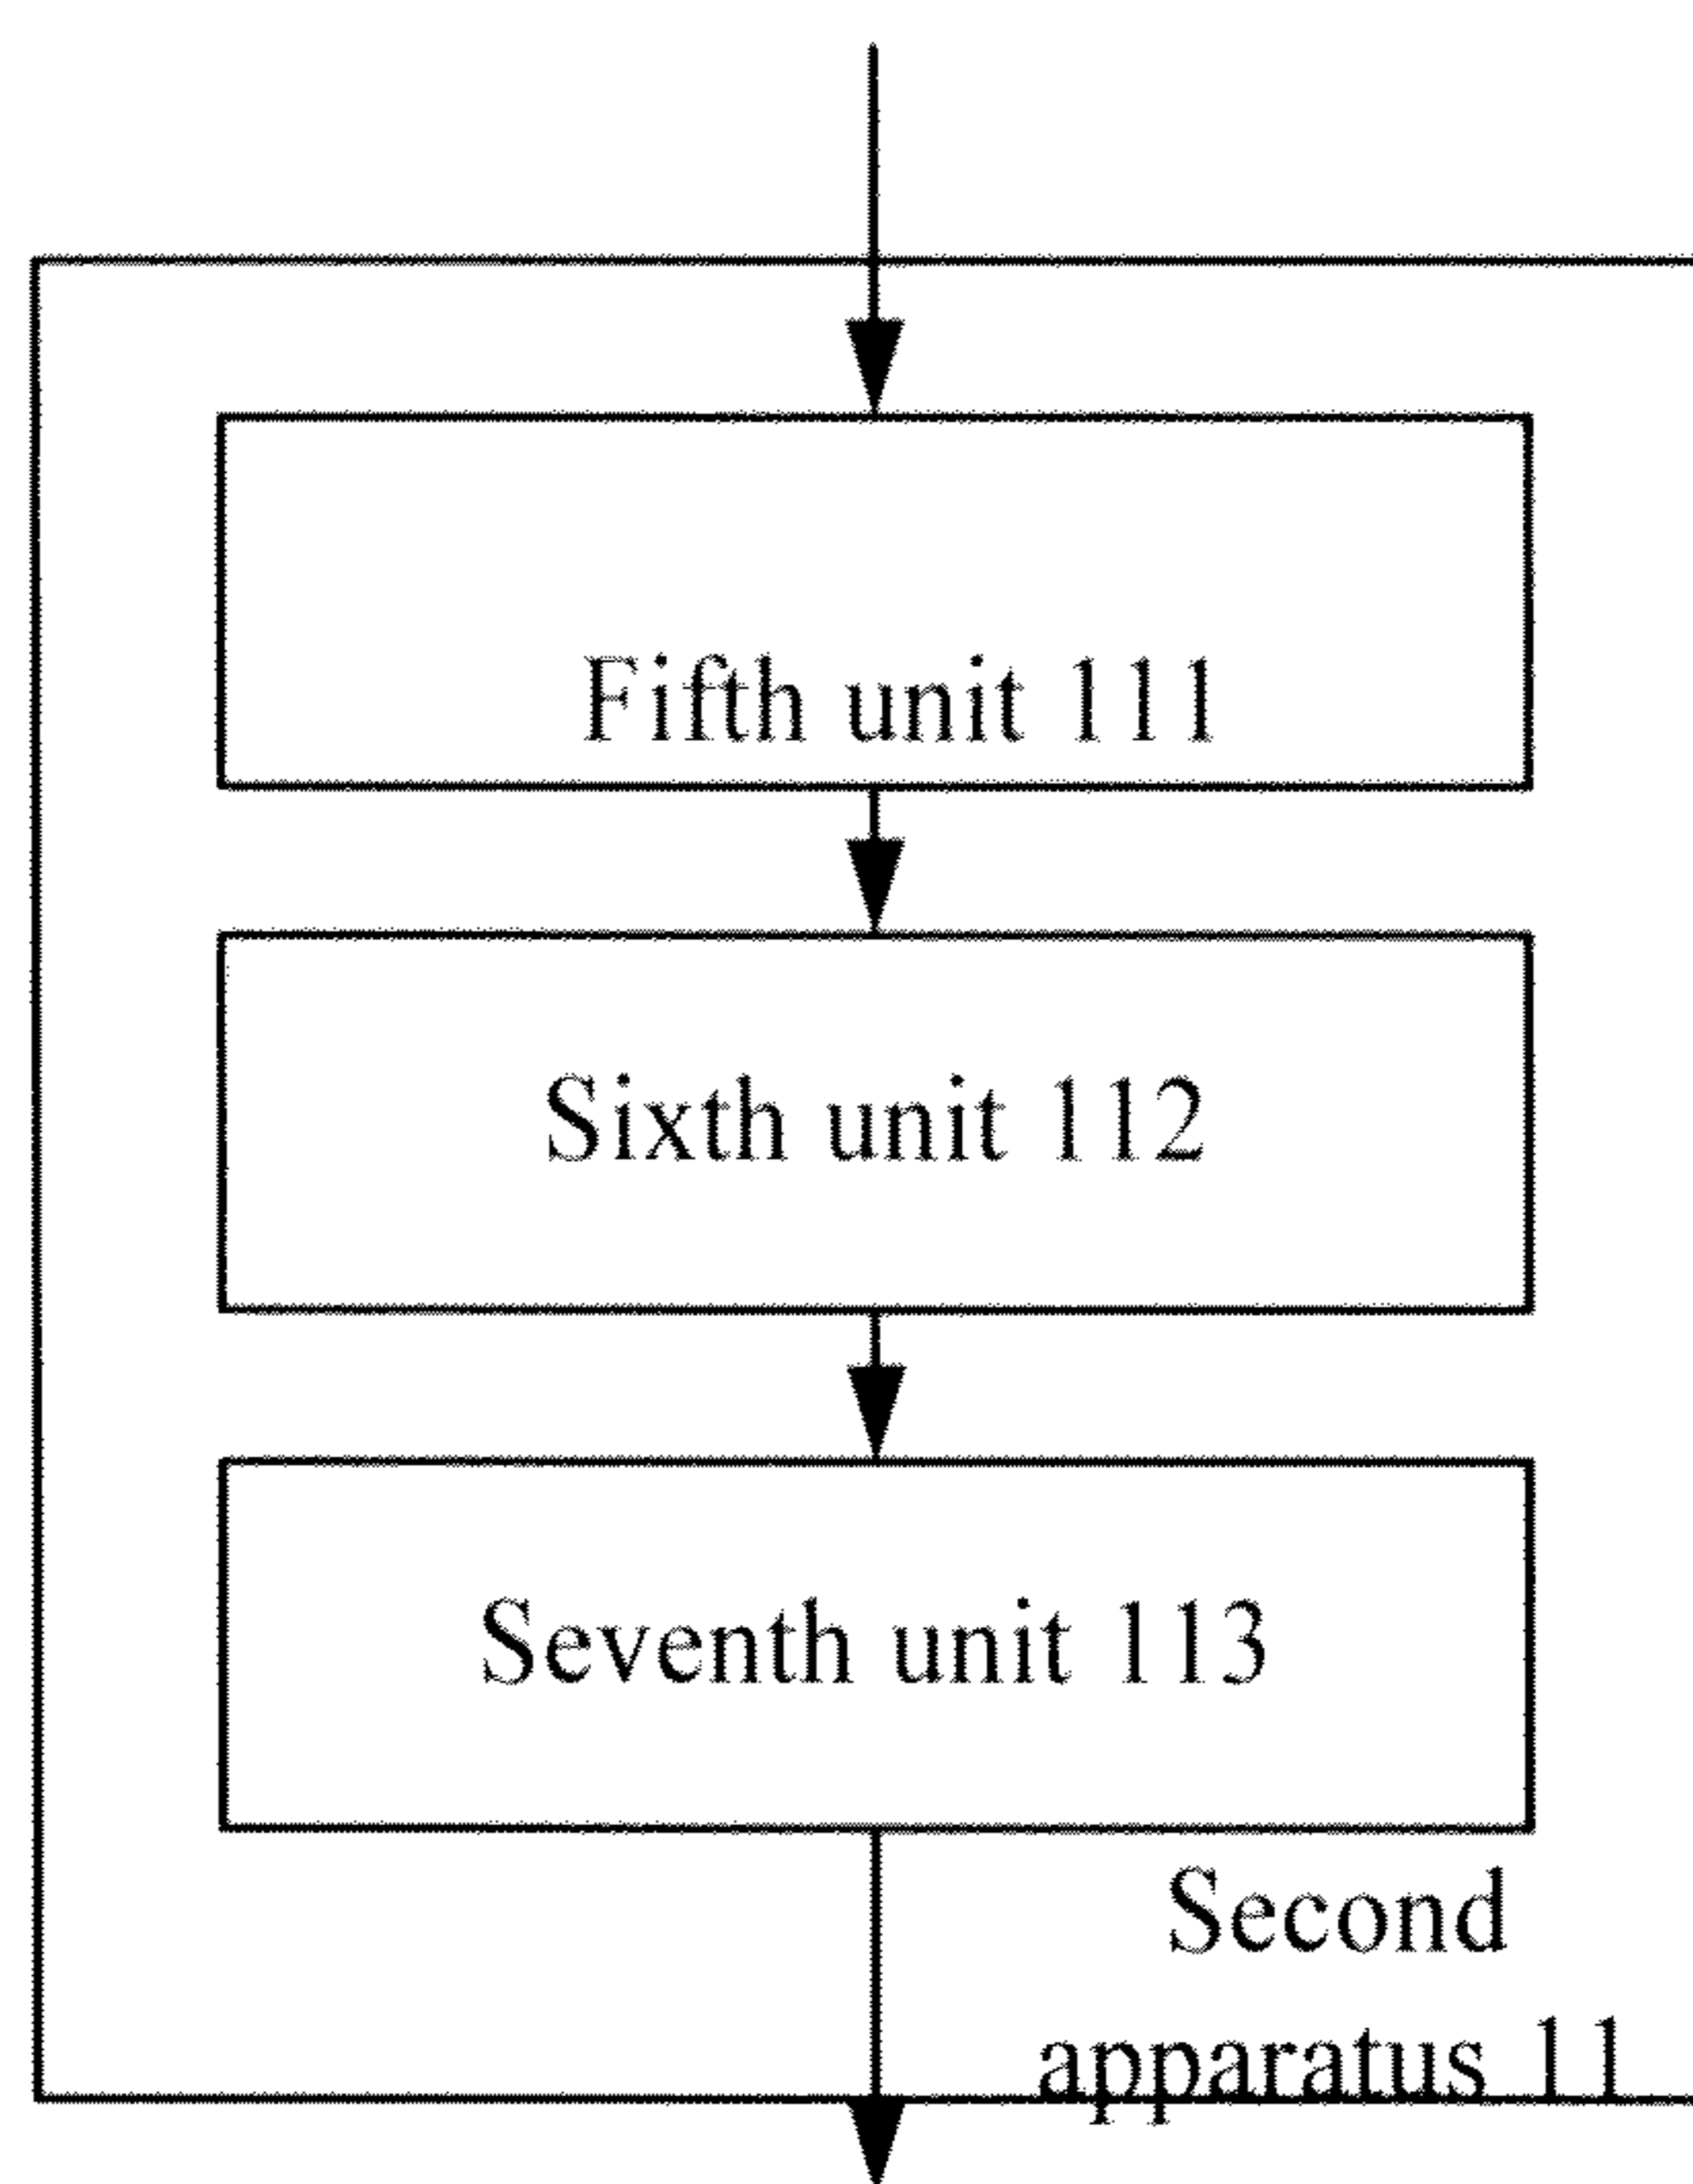 Fifth unit 111
Sixth unit 112
Seventh unit 113
Second
apparatus 11